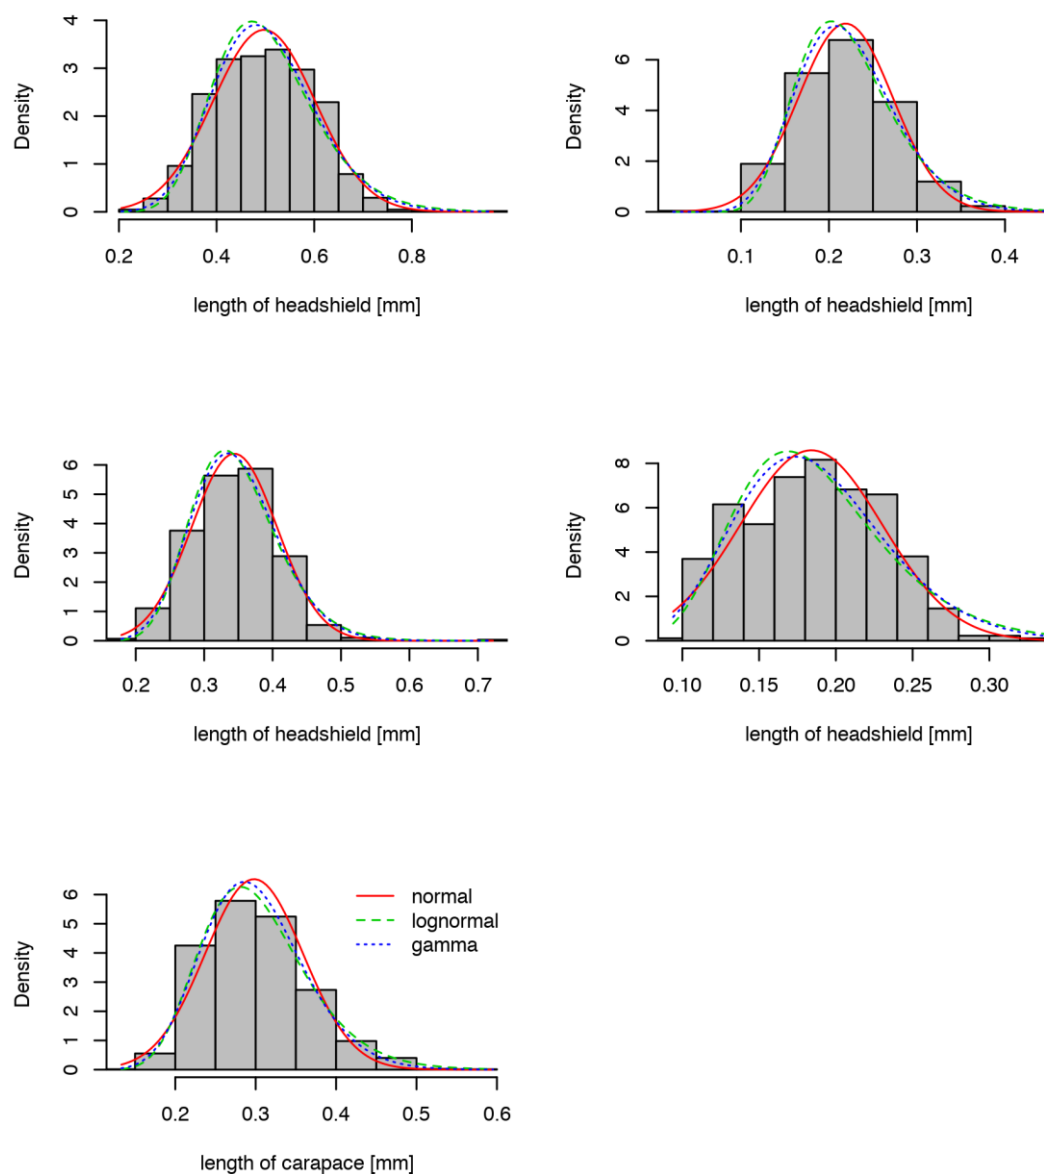 Density
4
3
2
1
0
0.2 0.4 0.6 0.8
length of headshield [mm]
Density
6
4
2
0
0.1 0.2 0.3 0.4
length of headshield [mm]
Density
6
5
4
3
2
1
0
0.2 0.3 0.4 0.5 0.6 0.7
length of headshield [mm]
Density
8
6
4
2
0
0.10 0.15 0.20 0.25 0.30
length of headshield [mm]
Density
6
5
4
3
2
1
0
0.2 0.3 0.4 0.5 0.6
length of carapace [mm]
normal
lognormal
gamma